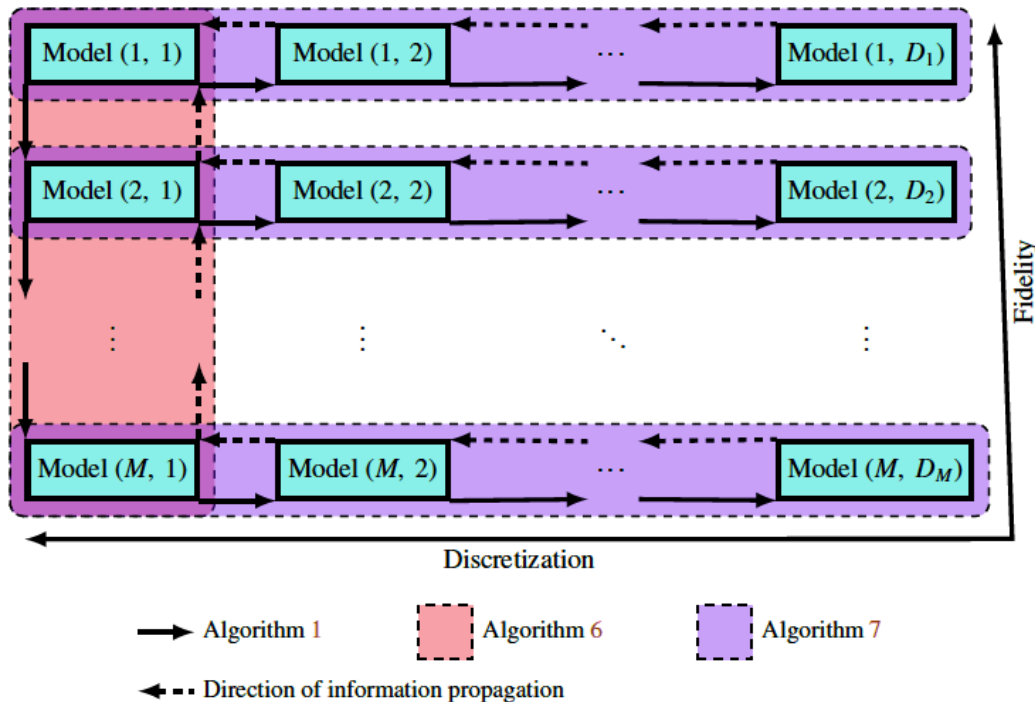 Model (1, 1) Model (1, 2) ⋯ Model (1, D₁)
Model (2, 1) Model (2, 2) ⋯ Model (2, D₂)
Fidelity
⋮ ⋮ ⋱ ⋮
Model (M, 1) Model (M, 2) ⋯ Model (M, D_M)
Discretization
Algorithm 1 Algorithm 6 Algorithm 7
Direction of information propagation